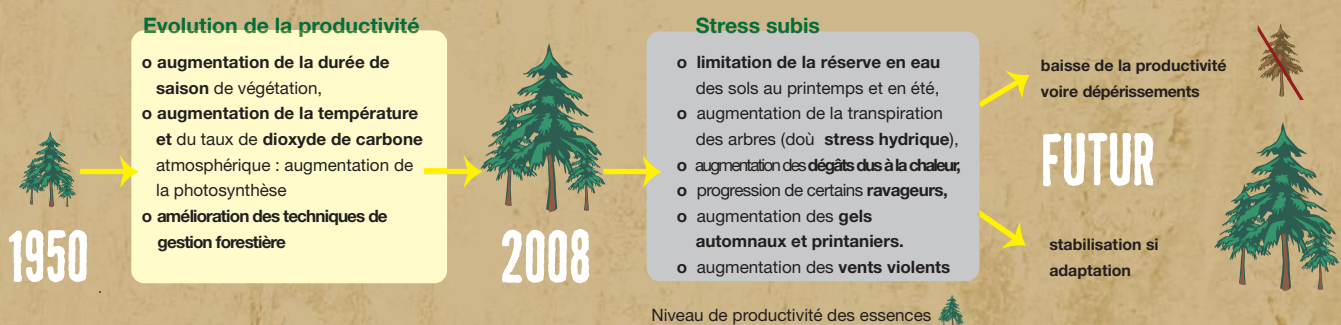 Evolution de la productivité
o augmentation de la durée de
saison de végétation,
o augmentation de la température
et du taux de dioxyde de carbone
atmosphérique : augmentation de
la photosynthèse
o amélioration des techniques de
gestion forestière
1950
2008
Stress subis
o limitation de la réserve en eau
des sols au printemps et en été,
o augmentation de la transpiration
des arbres (doù stress hydrique),
o augmentation des dégâts dus à la chaleur,
o progression de certains ravageurs,
o augmentation des gels
automnaux et printaniers.
o augmentation des vents violents
baisse de la productivité
voire dépérissements
FUTUR
stabilisation si
adaptation
Niveau de productivité des essences